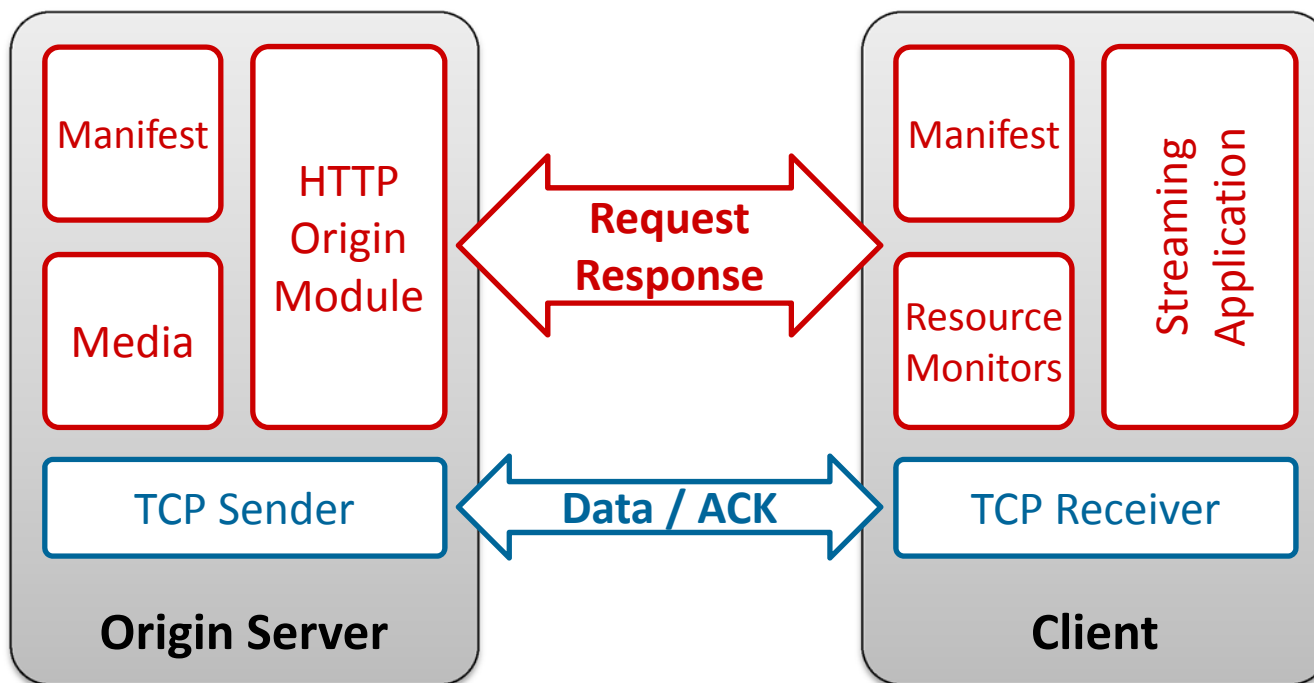 Manifest
HTTP
Origin
Module
Media
TCP Sender
Origin Server
Request
Response
Data / ACK
Manifest
Resource
Monitors
Streaming
Application
TCP Receiver
Client